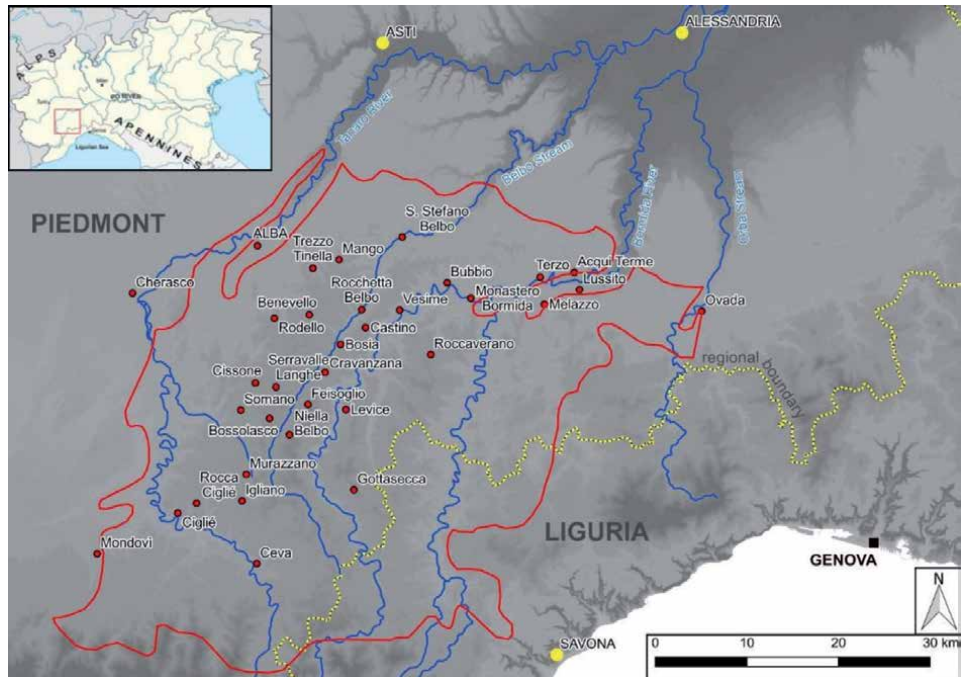 ALPS
PO RIVER
APENNINES
Ligurian Sea
ASTI
ALESSANDRIA
Tanaro River
Belbo Stream
Bormida River
Orba Stream
PIEDMONT
S. Stefano
Belbo
ALBA
Trezzo
Tinella
Mango
Cherasco
Rocchetta
Belbo
Bubbio
Terzo
Acqui Terme
Lussito
Vesime
Monastero
Bormida
Melazzo
Ovada
Benevello
Rodello
Castino
Bosia
Roccaverano
regional
boundary
Serravalle
Langhe
Cravanzana
Cissone
Somano
Feisoglio
Levice
Bossolasco
Niella
Belbo
Murazzano
Rocca
Cigliè
Igliano
Gottasecca
Cigliè
Mondovì
Ceva
LIGURIA
GENOVA
SAVONA
N
0 10 20 30 km